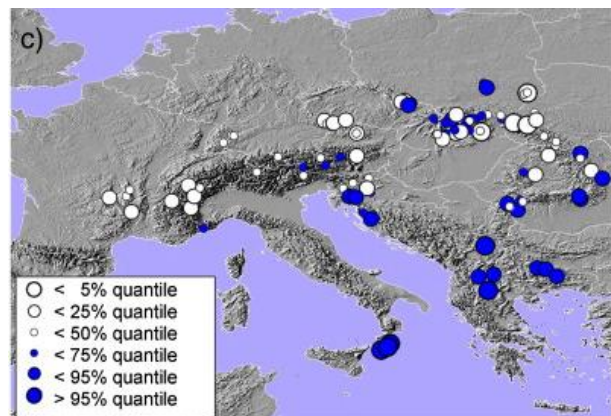 c)
< 5% quantile
< 25% quantile
< 50% quantile
< 75% quantile
< 95% quantile
> 95% quantile